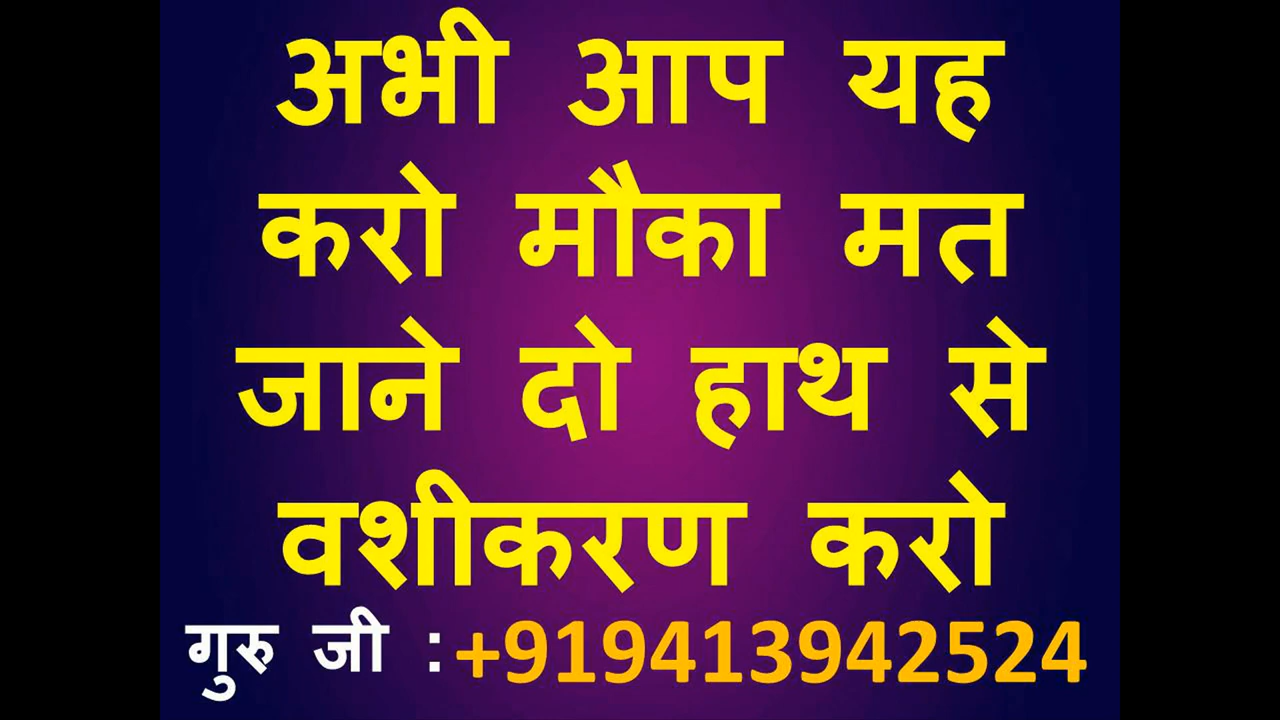 अभी आप यह
करो मौका मत
जाने दो हाथ से
वशीकरण करो
गुरु जी :+919413942524